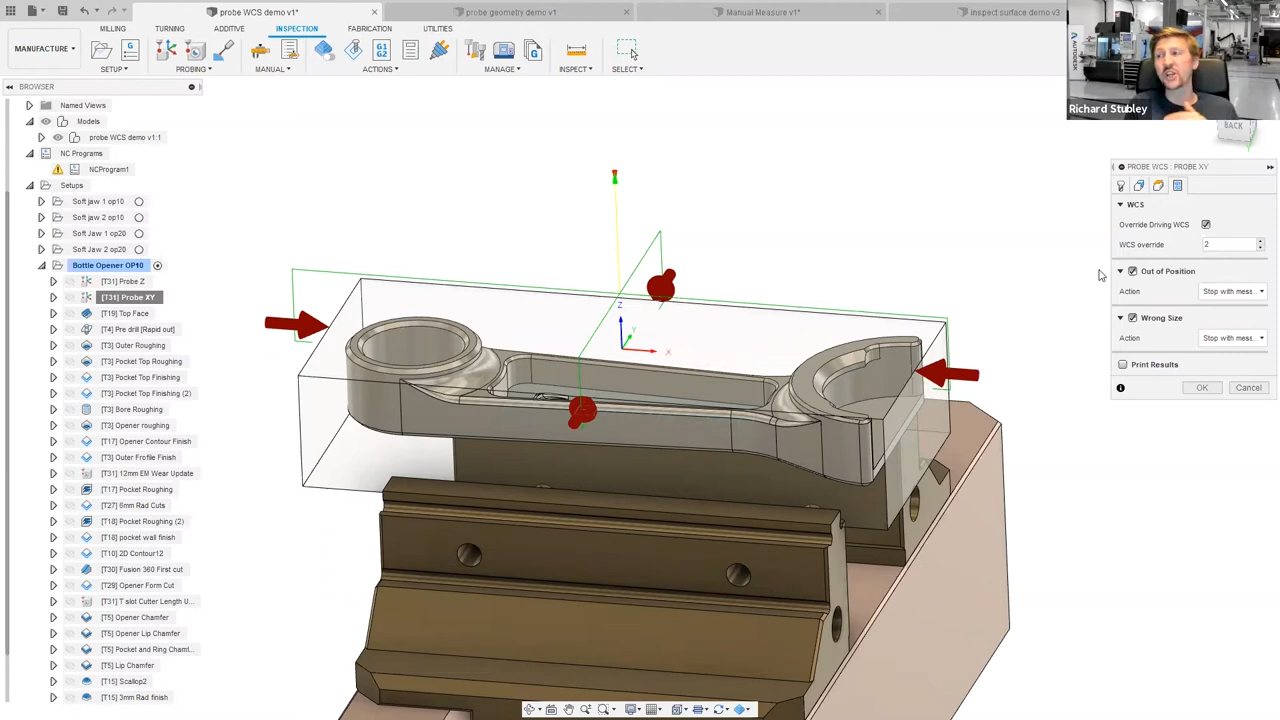 probe WCS demo v1*
probe geometry demo v1
Manual Measure v1*
inspect surface demo v3
MILLING
TURNING
ADDITIVE
INSPECTION
FABRICATION
UTILITIES
MANUFACTURE
G
G1
G2
G
SETUP
PROBING
MANUAL
ACTIONS
MANAGE
INSPECT
SELECT
AUTODESK
Richard Stubley
BACK
BROWSER
Named Views
Models
probe WCS demo v1:1
NC Programs
NCProgram1
Setups
Soft jaw 1 op10
Soft jaw 2 op10
Soft Jaw 1 op20
Soft Jaw 2 op20
Bottle Opener OP10
[T31] Probe Z
[T31] Probe XY
[T19] Top Face
[T4] Pre drill [Rapid out]
[T3] Outer Roughing
[T3] Pocket Top Roughing
[T3] Pocket Top Finishing
[T3] Pocket Top Finishing (2)
[T3] Bore Roughing
[T3] Opener roughing
[T17] Opener Contour Finish
[T3] Outer Frofile Finish
[T31] 12mm EM Wear Update
[T17] Pocket Roughing
[T27] 6mm Rad Cuts
[T18] Pocket Roughing (2)
[T18] pocket wall finish
[T10] 2D Contour12
[T30] Fusion 360 First cut
[T29] Opener Form Cut
[T31] T slot Cutter Length U...
[T5] Opener Chamfer
[T5] Opener Lip Chamfer
[T5] Pocket and Ring Chamf...
[T5] Lip Chamfer
[T15] Scallop2
[T15] 3mm Rad finish
Z
Y
X
PROBE WCS : PROBE XY
WCS
Override Driving WCS
WCS override
2
Out of Position
Action
Stop with mess...
Wrong Size
Action
Stop with mess...
Print Results
OK
Cancel